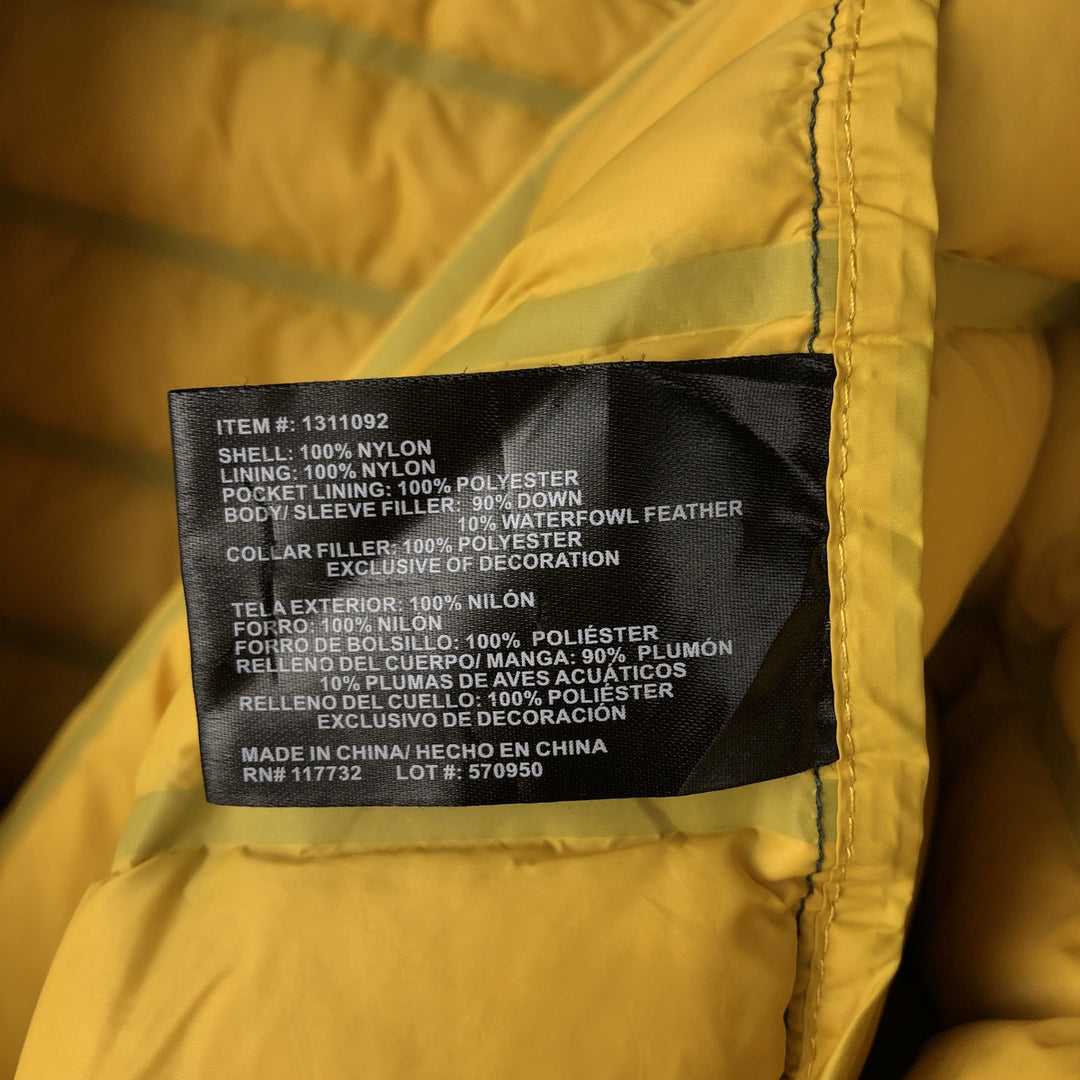 ITEM #: 1311092
SHELL: 100% NYLON
LINING: 100% NYLON
POCKET LINING: 100% POLYESTER
BODY/ SLEEVE FILLER: 90% DOWN
10% WATERFOWL FEATHER
COLLAR FILLER: 100% POLYESTER
EXCLUSIVE OF DECORATION
TELA EXTERIOR: 100% NILÓN
FORRO: 100% NILÓN
FORRO DE BOLSILLO: 100% POLIÉSTER
RELLENO DEL CUERPO/ MANGA: 90% PLUMÓN
10% PLUMAS DE AVES ACUÁTICOS
RELLENO DEL CUELLO: 100% POLIÉSTER
EXCLUSIVO DE DECORACIÓN
MADE IN CHINA/ HECHO EN CHINA
RN# 117732 LOT #: 570950